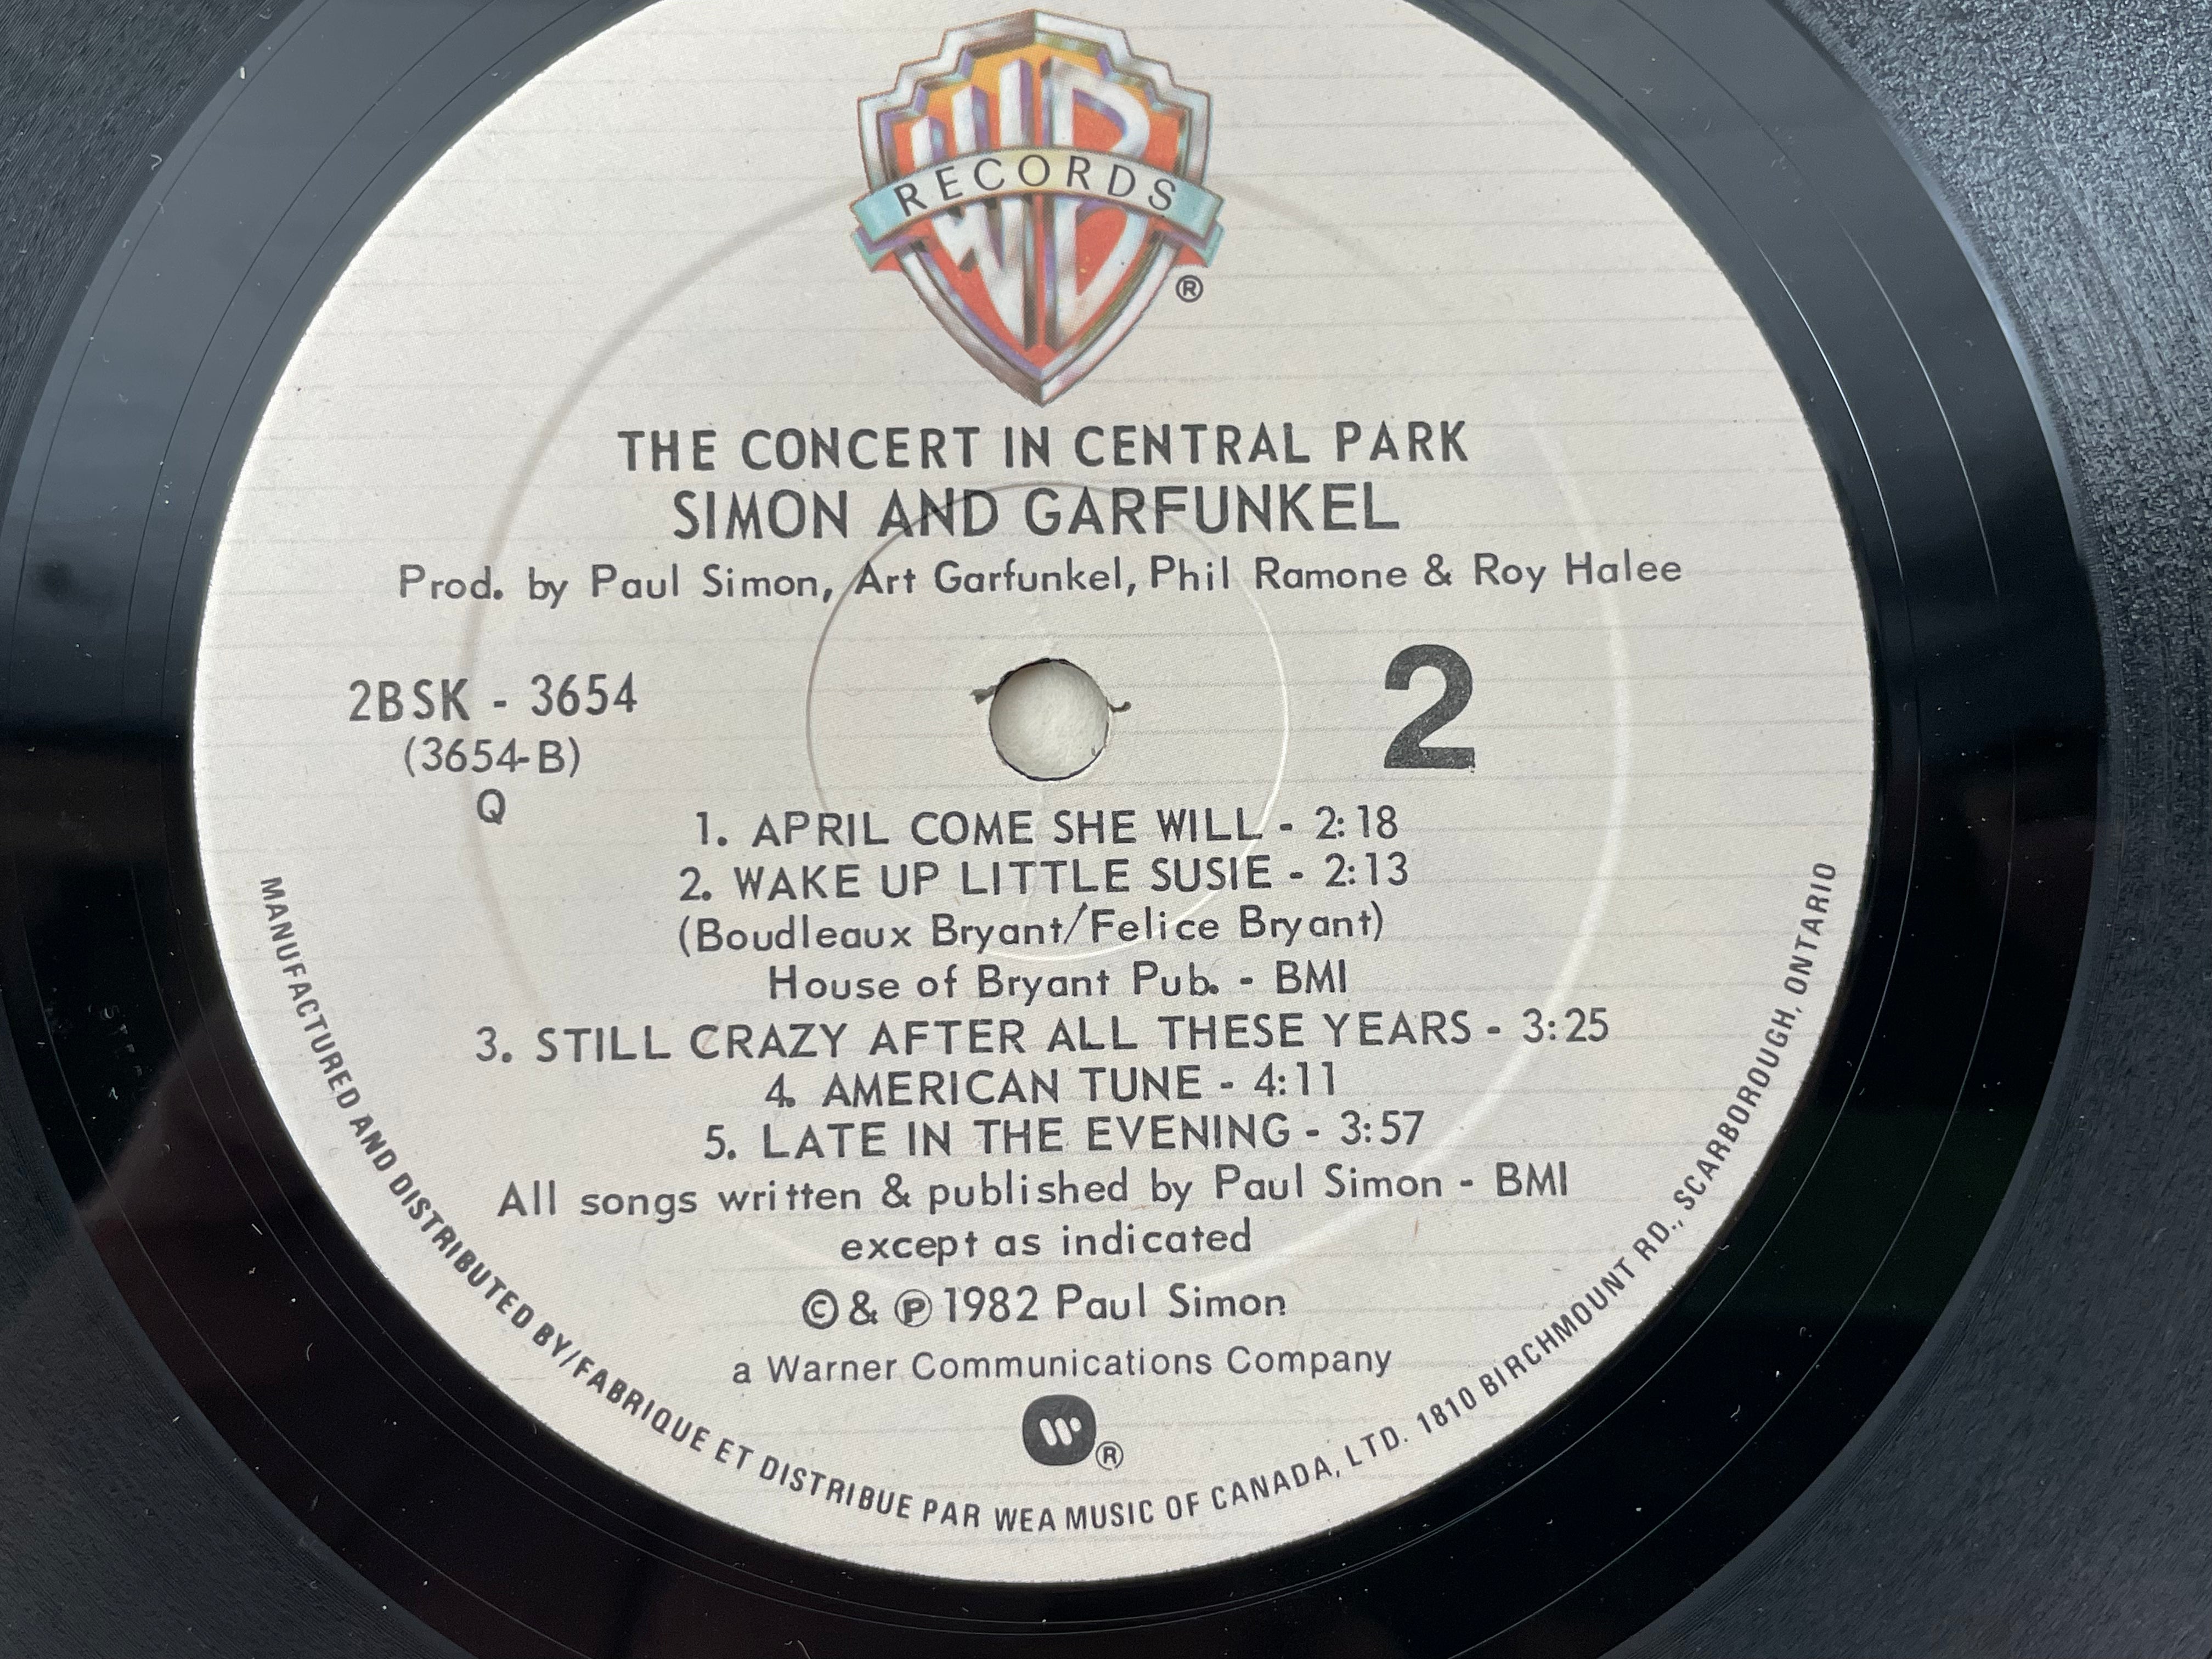 WB
RECORDS
®
THE CONCERT IN CENTRAL PARK
SIMON AND GARFUNKEL
Prod. by Paul Simon, Art Garfunkel, Phil Ramone & Roy Halee
2BSK - 3654
(3654-B)
Q
2
1. APRIL COME SHE WILL - 2:18
2. WAKE UP LITTLE SUSIE - 2:13
(Boudleaux Bryant/Felice Bryant)
House of Bryant Pub. - BMI
3. STILL CRAZY AFTER ALL THESE YEARS - 3:25
4. AMERICAN TUNE - 4:11
5. LATE IN THE EVENING - 3:57
All songs written & published by Paul Simon - BMI
except as indicated
© & ℗ 1982 Paul Simon
a Warner Communications Company
®
MANUFACTURED AND DISTRIBUTED BY/FABRIQUE ET DISTRIBUE PAR WEA MUSIC OF CANADA, LTD. 1810 BIRCHMOUNT RD., SCARBOROUGH, ONTARIO